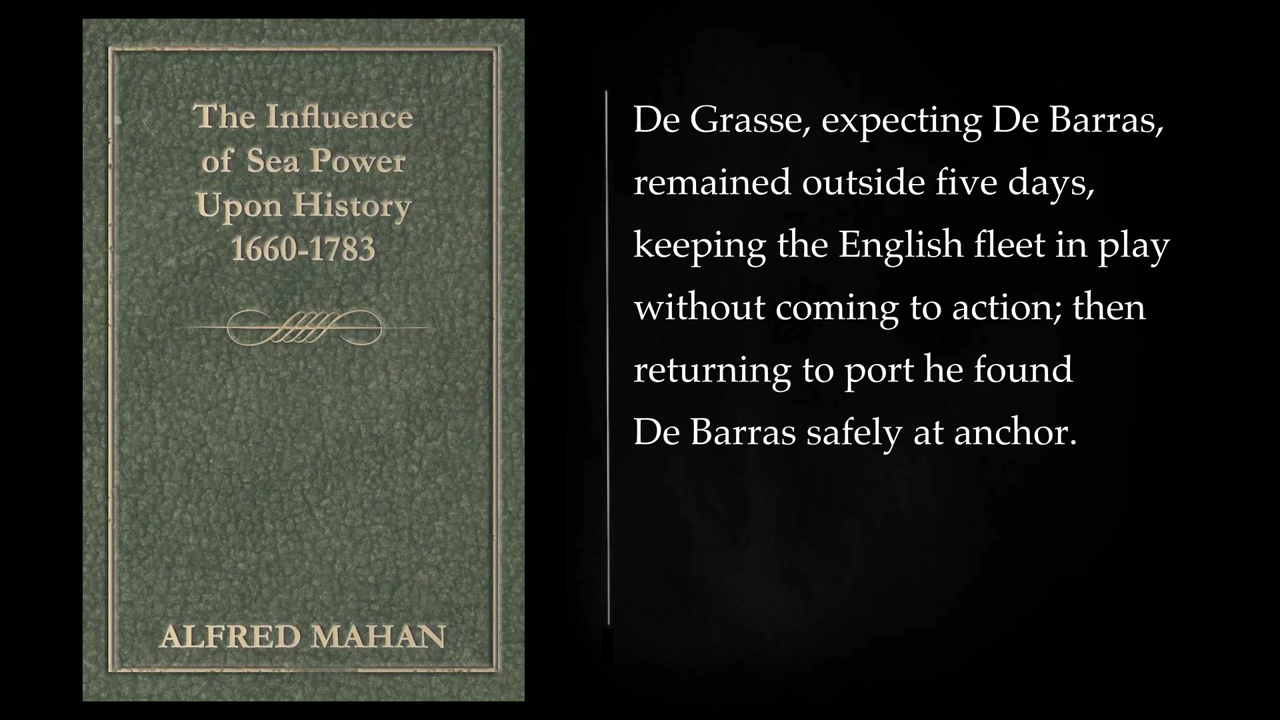 The Influence
of Sea Power
Upon History
1660-1783
ALFRED MAHAN
De Grasse, expecting De Barras,
remained outside five days,
keeping the English fleet in play
without coming to action; then
returning to port he found
De Barras safely at anchor.